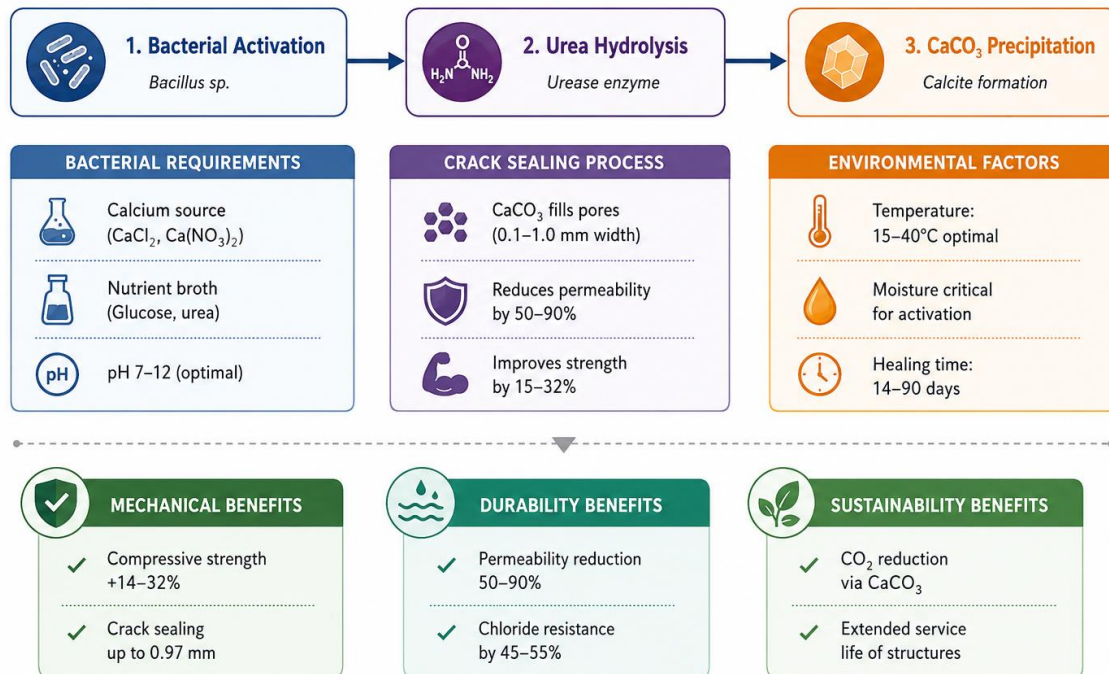 1. Bacterial Activation
Bacillus sp.
O
H₂N NH₂
2. Urea Hydrolysis
Urease enzyme
3. CaCO₃ Precipitation
Calcite formation
BACTERIAL REQUIREMENTS
Calcium source
(CaCl₂, Ca(NO₃)₂)
Nutrient broth
(Glucose, urea)
pH
pH 7–12 (optimal)
CRACK SEALING PROCESS
CaCO₃ fills pores
(0.1–1.0 mm width)
Reduces permeability
by 50–90%
Improves strength
by 15–32%
ENVIRONMENTAL FACTORS
Temperature:
15–40°C optimal
Moisture critical
for activation
Healing time:
14–90 days
MECHANICAL BENEFITS
Compressive strength
+14–32%
Crack sealing
up to 0.97 mm
DURABILITY BENEFITS
Permeability reduction
50–90%
Chloride resistance
by 45–55%
SUSTAINABILITY BENEFITS
CO₂ reduction
via CaCO₃
Extended service
life of structures